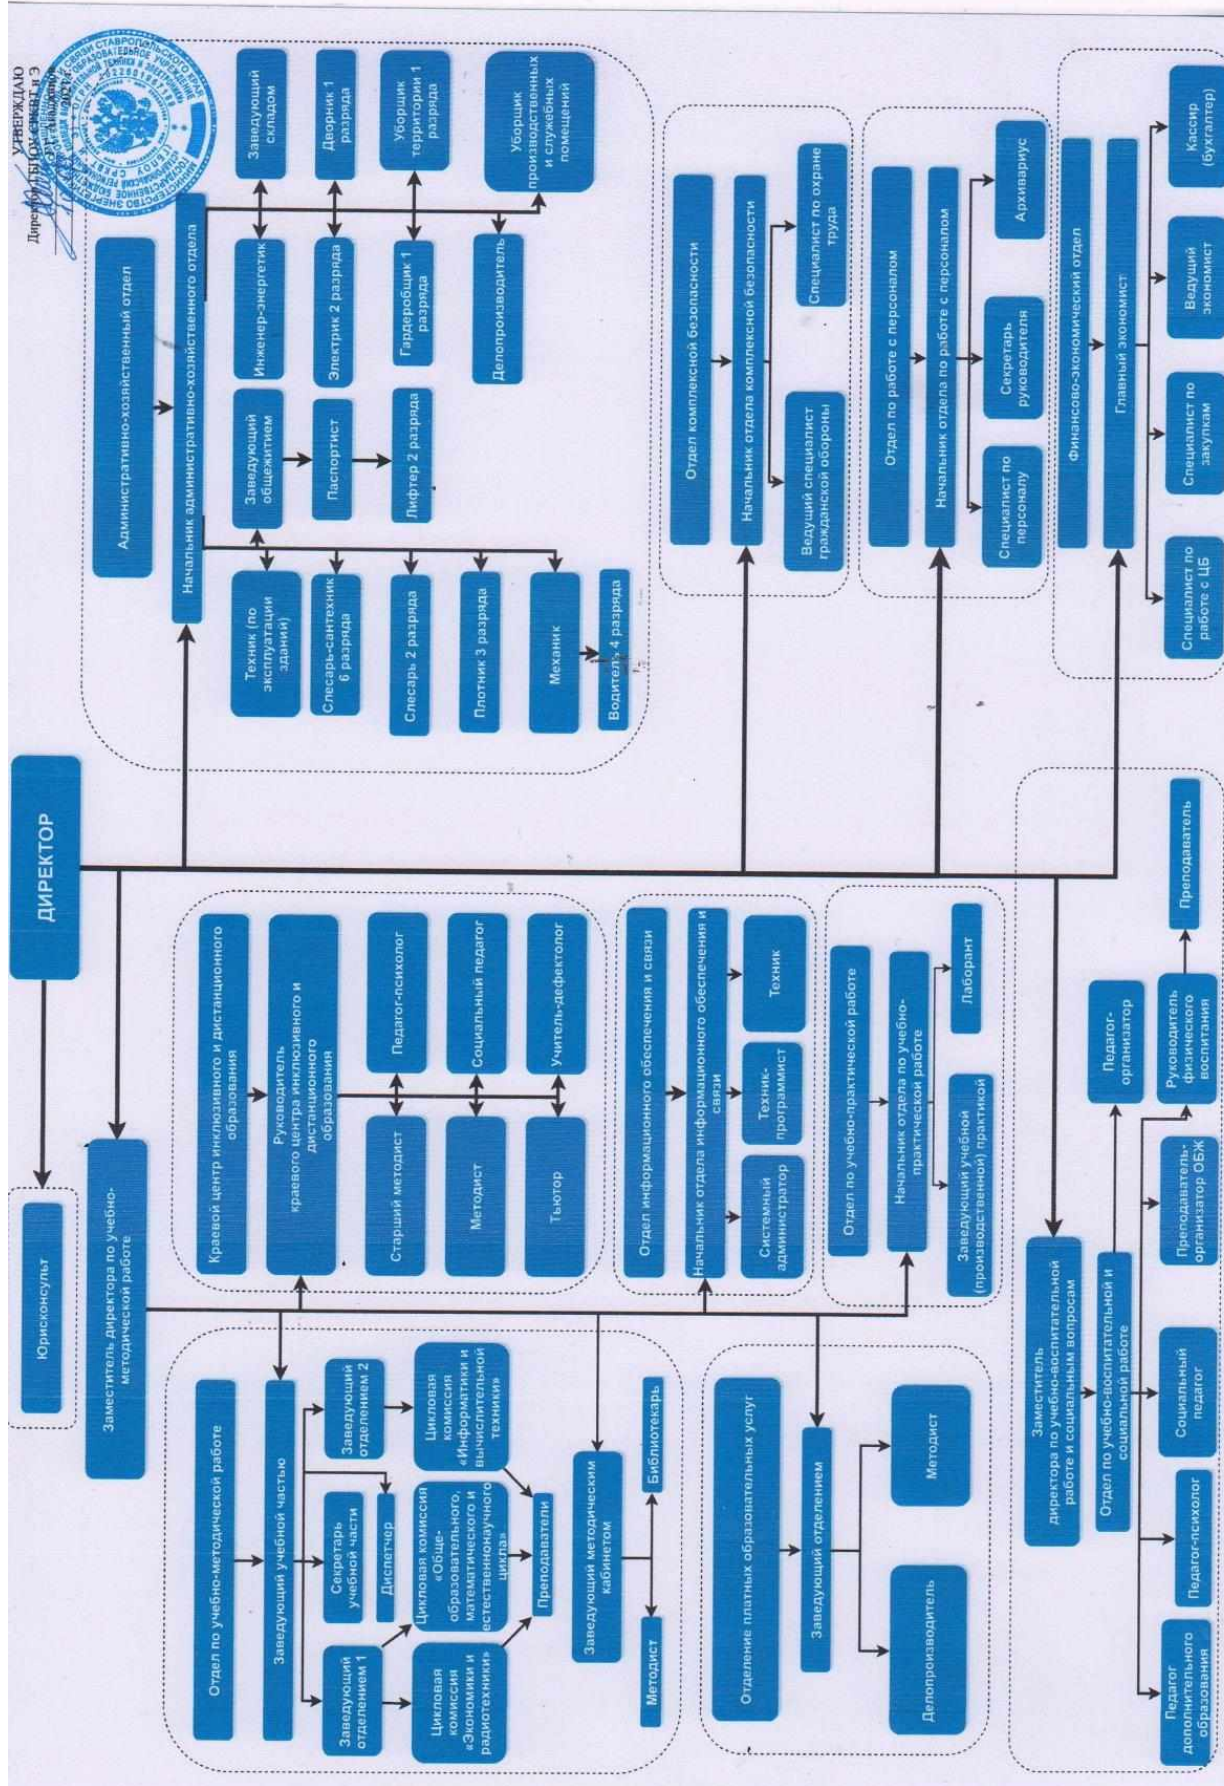 УТВЕРЖДАЮ
ДИРЕКТОР
Юрисконсульт
Заместитель директора по учебно-
методической работе
Отдел по учебно-методической работе
Заведующий учебной частью
Заведующий
отделением 1
Секретарь
учебной части
Диспетчер
Заведующий
отделением 2
Цикловая
комиссия
«Экономики и
радиотехники»
Цикловая комиссия
«Обще-
образовательного,
математического и
естественнонаучного
цикла»
Цикловая
комиссия
«Информатики и
вычислительной
техники»
Преподаватели
Заведующий методическим
кабинетом
Методист
Библиотекарь
Отделение платных образовательных услуг
Заведующий отделением
Делопроизводитель
Методист
Краевой центр инклюзивного и дистанционного
образования
Руководитель
краевого центра инклюзивного и
дистанционного
образования
Старший методист
Педагог-психолог
Методист
Социальный педагог
Тьютор
Учитель-дефектолог
Отдел информационного обеспечения и связи
Начальник отдела информационного обеспечения и
связи
Системный
администратор
Техник-
программист
Техник
Отдел по учебно-практической работе
Начальник отдела по учебно-
практической работе
Заведующий учебной
(производственной) практикой
Лаборант
Заместитель
директора по учебно-воспитательной
работе и социальным вопросам
Отдел по учебно-воспитательной и
социальной работе
Педагог-
организатор
Педагог
дополнительного
образования
Педагог-психолог
Социальный
педагог
Преподаватель-
организатор ОБЖ
Руководитель
физического
воспитания
Преподаватель
Административно-хозяйственный отдел
Начальник административно-хозяйственного отдела
Техник (по
эксплуатации
зданий)
Заведующий
общежитием
Инженер-энергетик
Заведующий
складом
Слесарь-сантехник
6 разряда
Паспортист
Электрик 2 разряда
Дворник 1
разряда
Слесарь 2 разряда
Лифтер 2 разряда
Гардеробщик 1
разряда
Уборщик
территории 1
разряда
Плотник 3 разряда
Делопроизводитель
Уборщик
производственных
и служебных
помещений
Механик
Водитель 4 разряда
Отдел комплексной безопасности
Начальник отдела комплексной безопасности
Ведущий специалист
гражданской обороны
Специалист по охране
труда
Отдел по работе с персоналом
Начальник отдела по работе с персоналом
Специалист по
персоналу
Секретарь
руководителя
Архивариус
Финансово-экономический отдел
Главный экономист
Специалист по
работе с ЦБ
Специалист по
закупкам
Ведущий
экономист
Кассир
(бухгалтер)